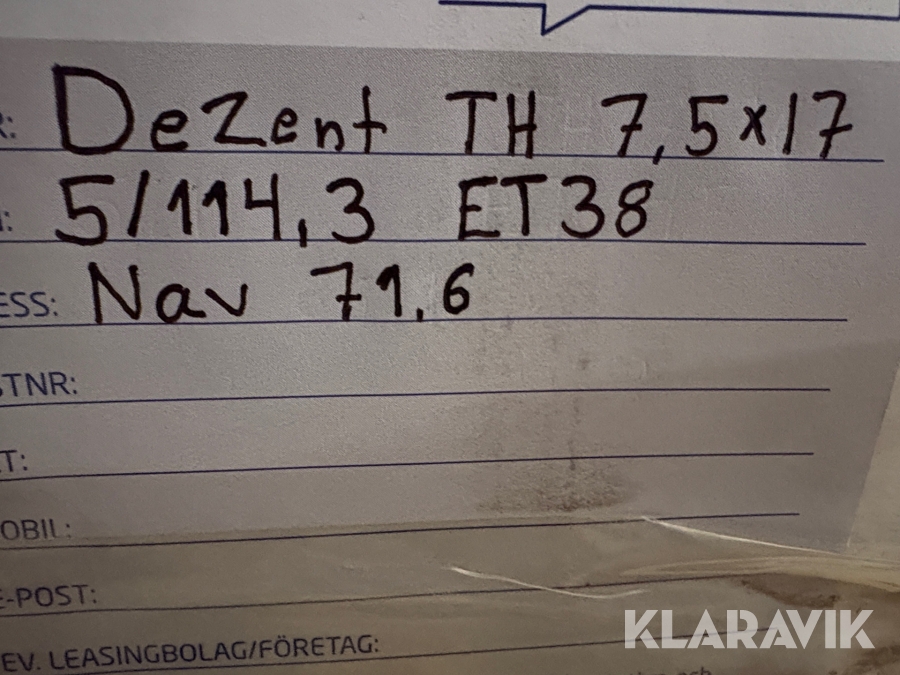 R: Dezent TH 7,5x17
: 5/114,3 ET38
ESS: Nav 71,6
STNR:
T:
OBIL:
E-POST:
EV. LEASINGBOLAG/FÖRETAG:
KLARAVIK